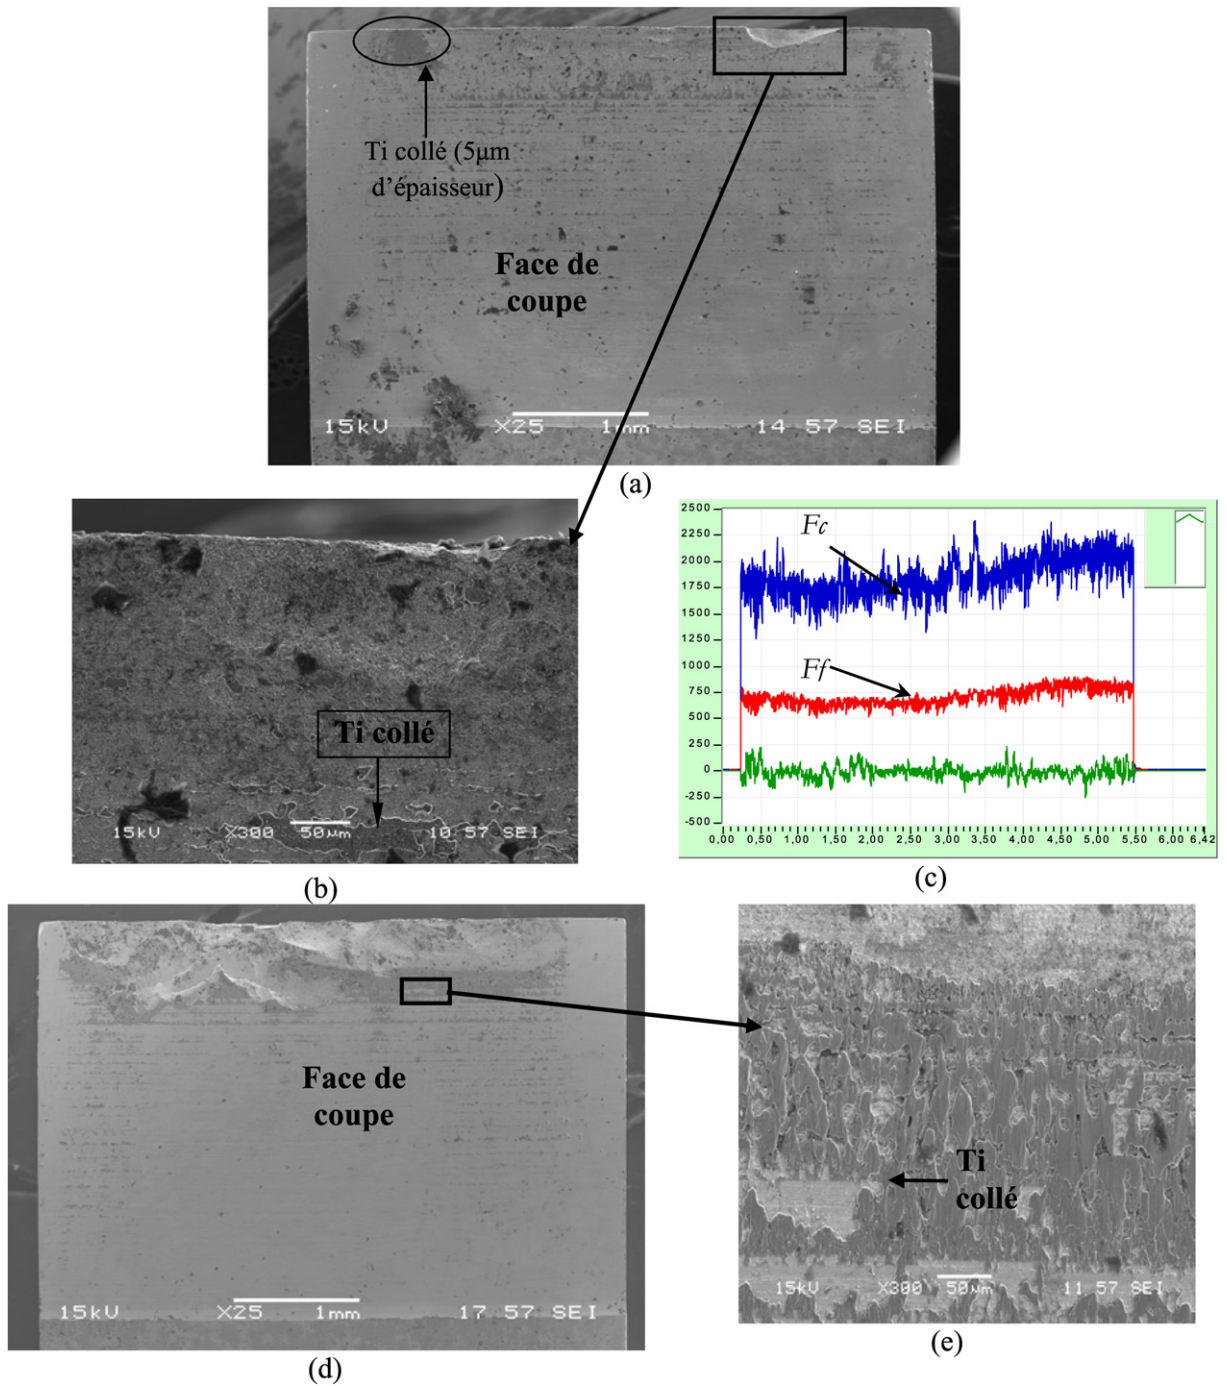 Ti collé (5µm
d'épaisseur)
Face de
coupe
15kV X25 1mm 14 57 SEI
(a)
Ti collé
15kV X300 50µm 10 57 SEI
(b)
2500
2250
2000
1750
1500
1250
1000
750
500
250
0
-250
-500
Fc
Ff
0,00 0,50 1,00 1,50 2,00 2,50 3,00 3,50 4,00 4,50 5,00 5,50 6,00 6,42
(c)
Face de
coupe
15kV X25 1mm 17 57 SEI
(d)
Ti
collé
15kV X300 50µm 11 57 SEI
(e)